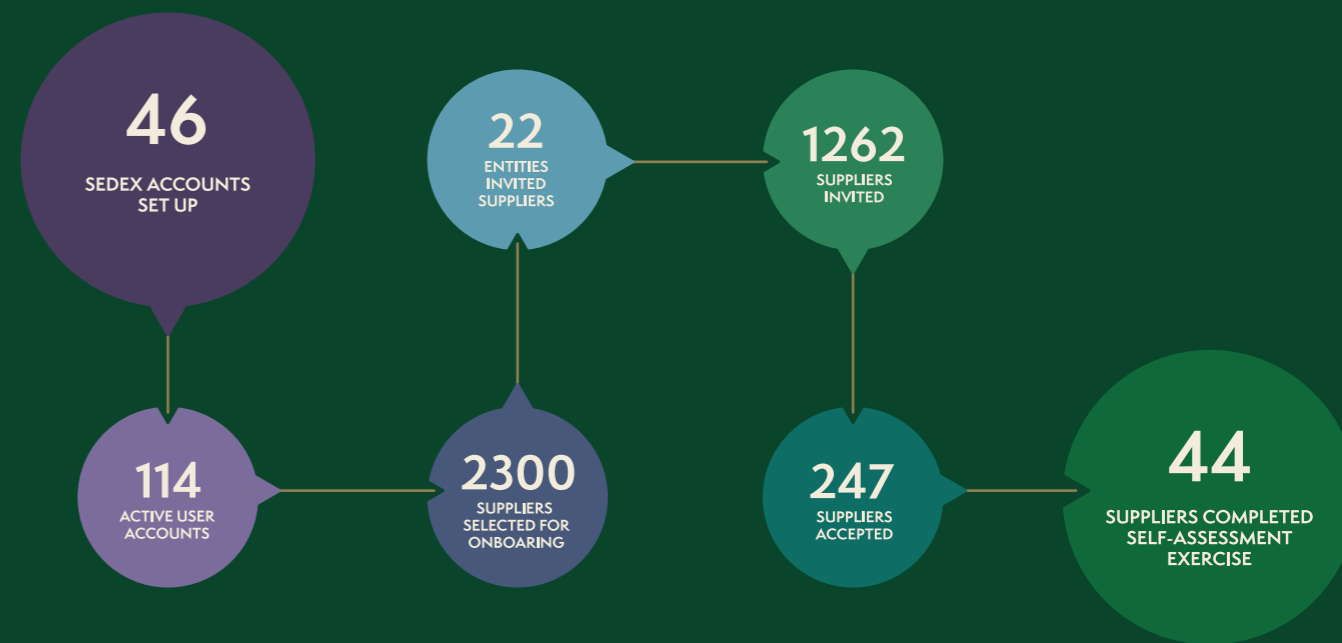 46
SEDEX ACCOUNTS
SET UP
114
ACTIVE USER
ACCOUNTS
2300
SUPPLIERS
SELECTED FOR
ONBOARING
22
ENTITIES
INVITED
SUPPLIERS
1262
SUPPLIERS
INVITED
247
SUPPLIERS
ACCEPTED
44
SUPPLIERS COMPLETED
SELF-ASSESSMENT
EXERCISE